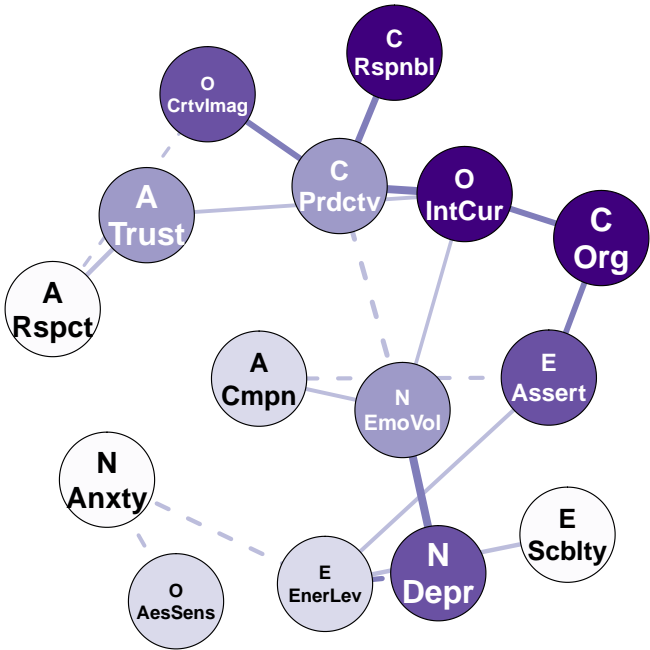 C
Rspnbl
O
CrtvImag
C
Prdctv
O
IntCur
A
Trust
C
Org
A
Rspct
A
Cmpn
E
Assert
N
EmoVol
N
Anxty
E
Scblty
N
Depr
E
EnerLev
O
AesSens